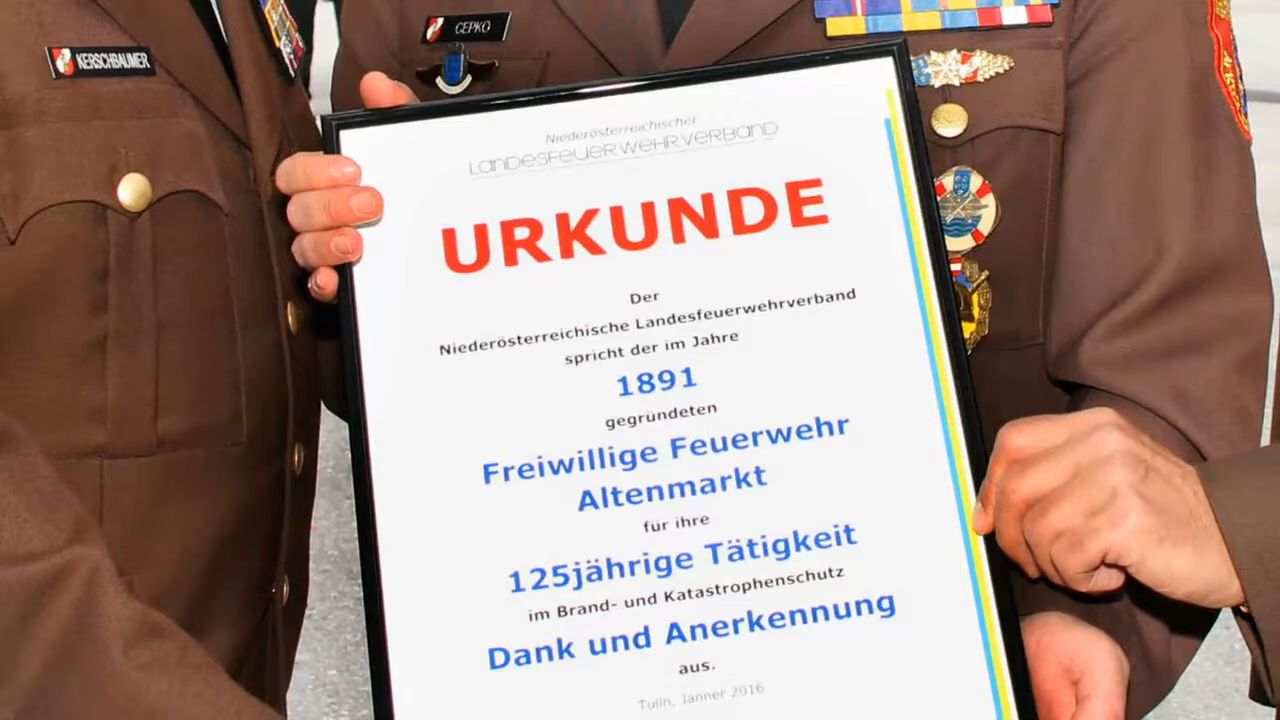 KERSCHBAUMER
CEPKO
Niederösterreichischer
LANDESFEUERWEHRVERBAND
URKUNDE
Der
Niederösterreichische Landesfeuerwehrverband
spricht der im Jahre
1891
gegründeten
Freiwillige Feuerwehr
Altenmarkt
für ihre
125jährige Tätigkeit
im Brand- und Katastrophenschutz
Dank und Anerkennung
aus.
Tulln, Jänner 2016